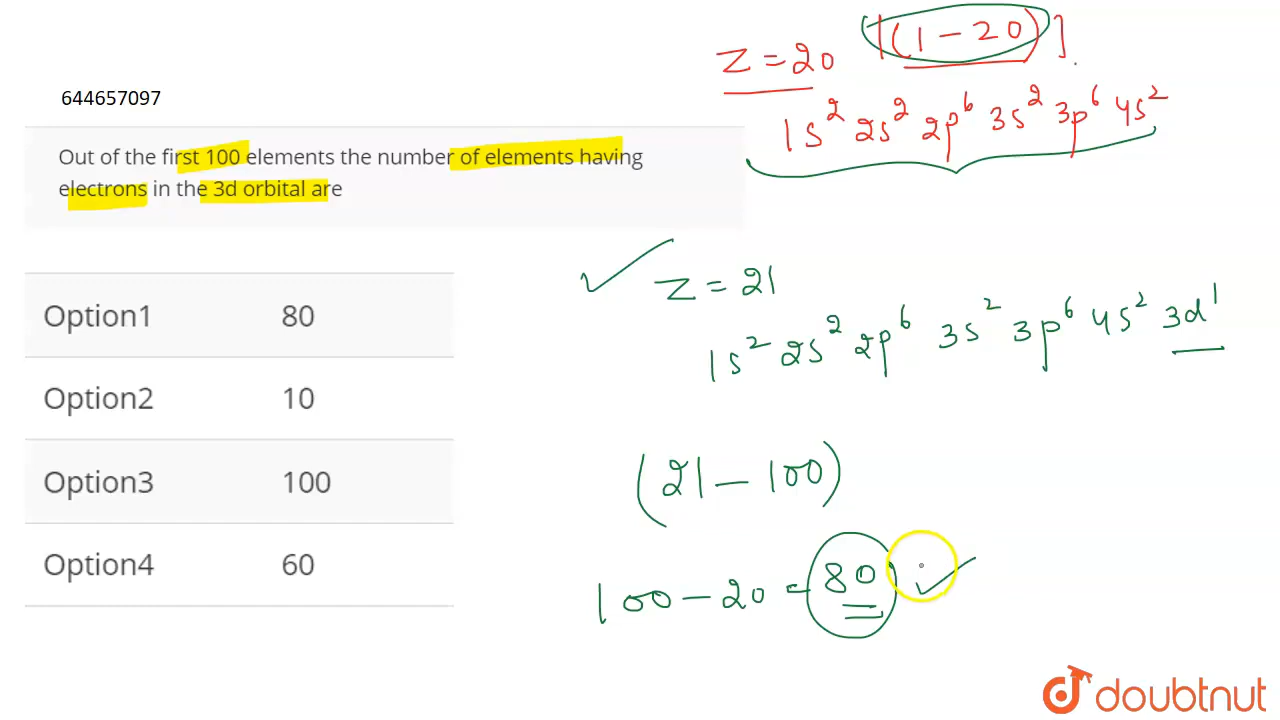 644657097
Out of the first 100 elements the number of elements having
electrons in the 3d orbital are
Option1 80
Option2 10
Option3 100
Option4 60
Z = 20 [(1 - 20)]
1s² 2s² 2p⁶ 3s² 3p⁶ 4s²
Z = 21
1s² 2s² 2p⁶ 3s² 3p⁶ 4s² 3d¹
(21 - 100)
100 - 20 = 80
doubtnut